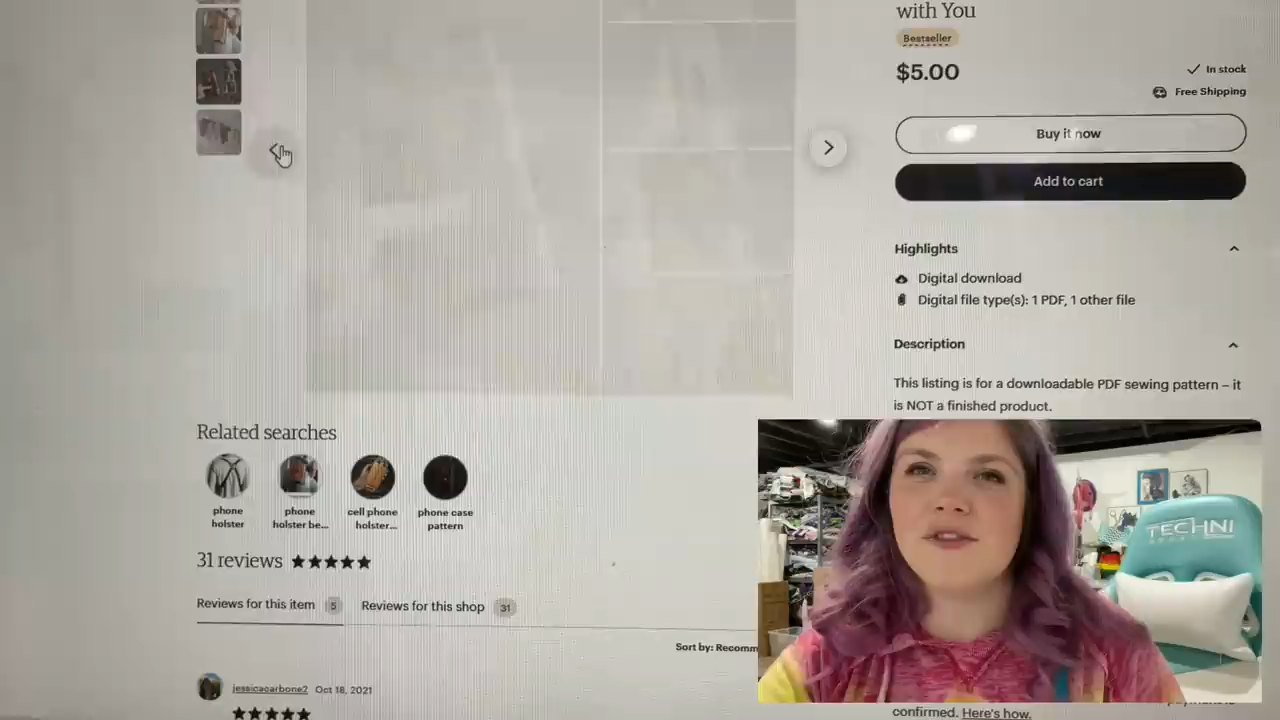 with You
Bestseller
$5.00
In stock
Free Shipping
Buy it now
Add to cart
Highlights
Digital download
Digital file type(s): 1 PDF, 1 other file
Description
This listing is for a downloadable PDF sewing pattern – it
is NOT a finished product.
Related searches
phone
holster
phone
holster be...
cell phone
holster...
phone case
pattern
31 reviews
Reviews for this item 5 Reviews for this shop 31
Sort by: Recomm
jessicacarbone2 Oct 18, 2021
TECHNI
confirmed. Here's how.